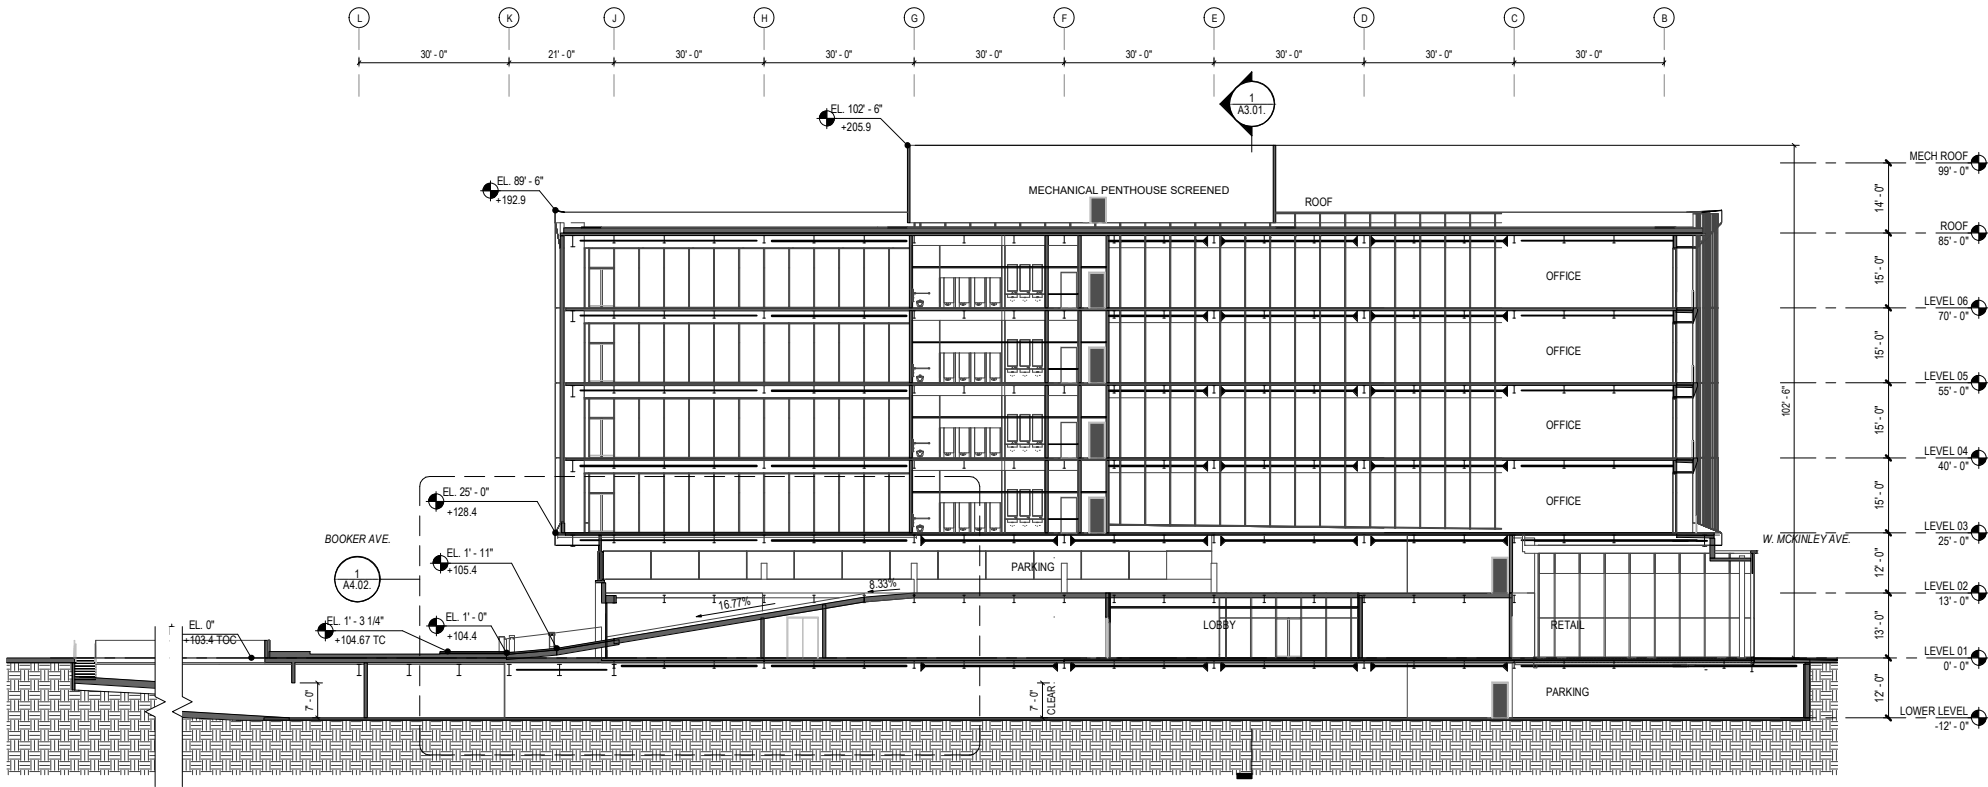 L K J H G F E D C B
30' - 0" 21' - 0" 30' - 0" 30' - 0" 30' - 0" 30' - 0" 30' - 0" 30' - 0" 30' - 0"
1
A3.01.
EL. 102' - 6"
+205.9
EL. 89' - 6"
+192.9
MECHANICAL PENTHOUSE SCREENED
ROOF
MECH ROOF
99' - 0"
14' - 0"
ROOF
85' - 0"
OFFICE
15' - 0"
LEVEL 06
70' - 0"
OFFICE
15' - 0"
LEVEL 05
55' - 0"
102' - 6"
OFFICE
15' - 0"
LEVEL 04
40' - 0"
OFFICE
15' - 0"
EL. 25' - 0"
+128.4
LEVEL 03
25' - 0"
BOOKER AVE.
W. MCKINLEY AVE.
1
A4.02.
EL. 1' - 11"
+105.4
PARKING
8.33%
16.77%
12' - 0"
LEVEL 02
13' - 0"
EL. 0"
+103.4 TOC
EL. 1' - 3 1/4"
+104.67 TC
EL. 1' - 0"
+104.4
LOBBY
RETAIL
13' - 0"
LEVEL 01
0' - 0"
7' - 0"
7' - 0"
CLEAR
PARKING
12' - 0"
LOWER LEVEL
-12' - 0"